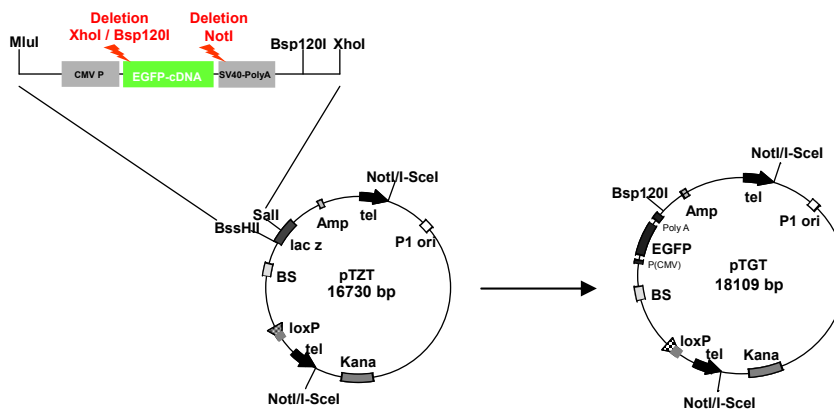 Deletion
XhoI / Bsp120I
Deletion
NotI
MluI
Bsp120I
XhoI
CMV P
EGFP-cDNA
SV40-PolyA
NotI/I-SceI
SalI
BssHII
lac z
Amp
tel
P1 ori
BS
pTZT
16730 bp
loxP
tel
Kana
NotI/I-SceI
NotI/I-SceI
Bsp120I
Amp
tel
Poly A
P1 ori
EGFP
P(CMV)
BS
pTGT
18109 bp
loxP
tel
Kana
NotI/I-SceI